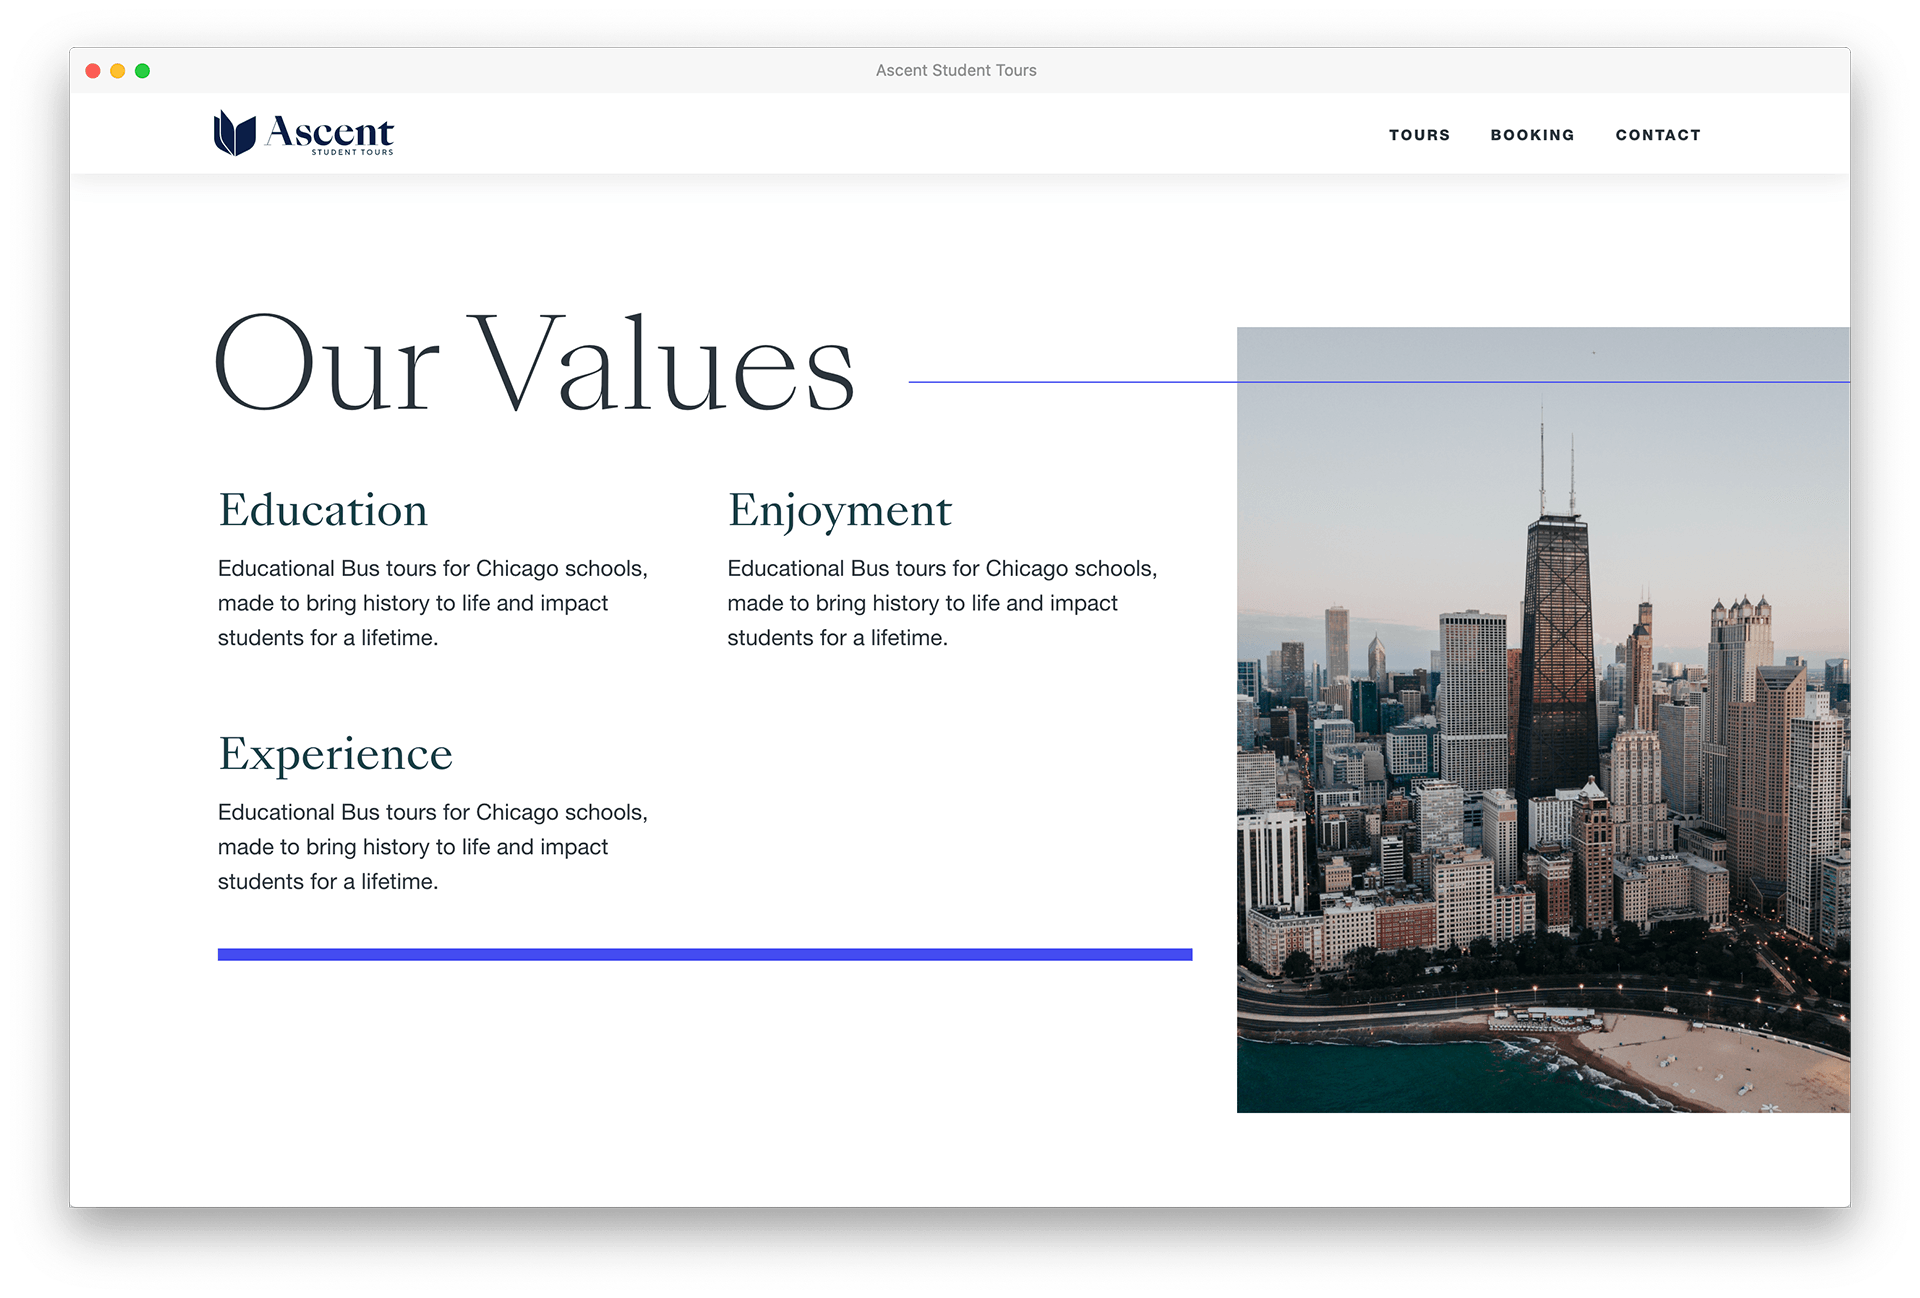 Ascent Student Tours
Ascent
STUDENT TOURS
TOURS BOOKING CONTACT
Our Values
Education
Educational Bus tours for Chicago schools,
made to bring history to life and impact
students for a lifetime.
Enjoyment
Educational Bus tours for Chicago schools,
made to bring history to life and impact
students for a lifetime.
Experience
Educational Bus tours for Chicago schools,
made to bring history to life and impact
students for a lifetime.
The Drake